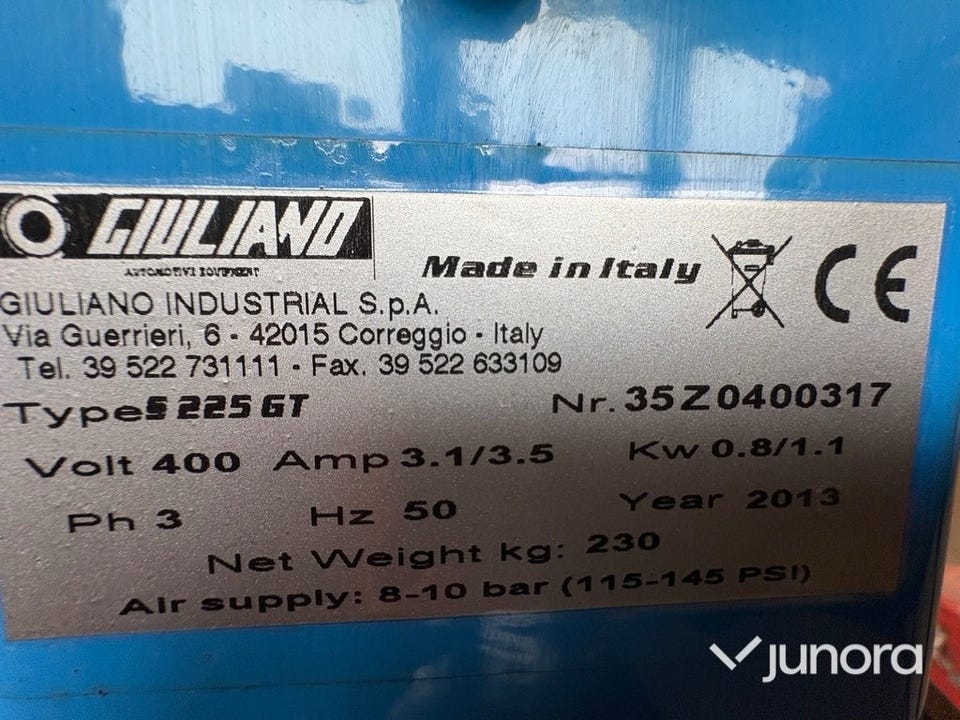 GIULIANO
AUTOMOTIVE EQUIPMENT
Made in Italy
CE
GIULIANO INDUSTRIAL S.p.A.
Via Guerrieri, 6 - 42015 Correggio - Italy
Tel. 39 522 731111 - Fax. 39 522 633109
Type S 225 GT Nr. 35Z0400317
Volt 400 Amp 3.1/3.5 Kw 0.8/1.1
Ph 3 Hz 50 Year 2013
Net Weight kg: 230
Air supply: 8-10 bar (115-145 PSI)
junora